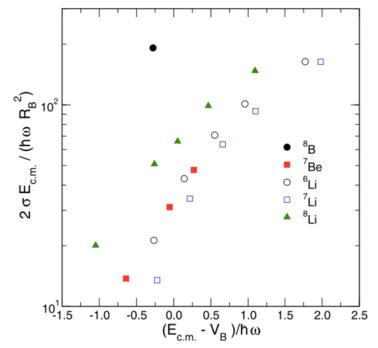 2 σ E_c.m. / (ħω R_B^2)
10^2
10^1
^8B
^7Be
^6Li
^7Li
^8Li
-1.5 -1.0 -0.5 0.0 0.5 1.0 1.5 2.0 2.5
(E_c.m. - V_B)/ħω